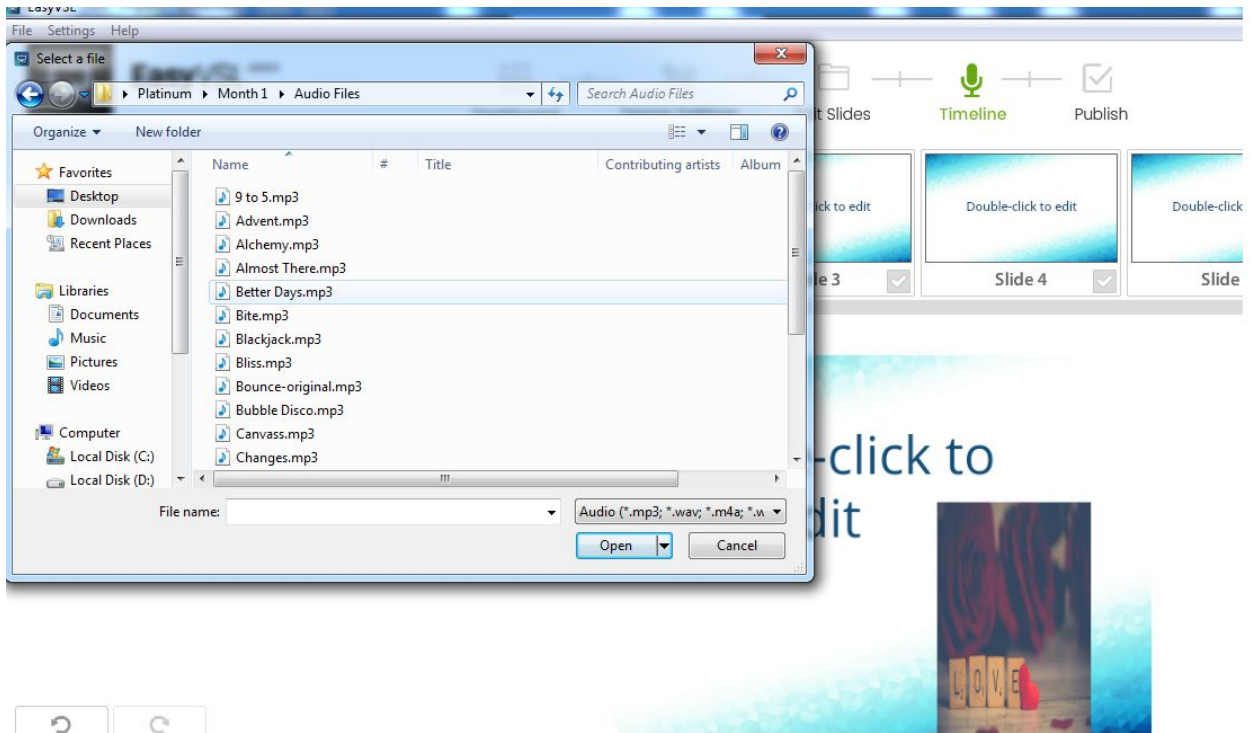 EasyVSL
File Settings Help
Select a file
EasyVSL
Platinum Month 1 Audio Files
Search Audio Files
Edit Slides
Timeline
Publish
Organize New folder
Name # Title Contributing artists Album
Favorites
Desktop
Downloads
Recent Places
Libraries
Documents
Music
Pictures
Videos
Computer
Local Disk (C:)
Local Disk (D:)
9 to 5.mp3
Advent.mp3
Alchemy.mp3
Almost There.mp3
Better Days.mp3
Bite.mp3
Blackjack.mp3
Bliss.mp3
Bounce-original.mp3
Bubble Disco.mp3
Canvass.mp3
Changes.mp3
File name:
Audio (*.mp3; *.wav; *.m4a; *.w
Open
Cancel
ick to edit
Double-click to edit
Double-click
le 3
Slide 4
Slide
-click to
dit
LOVE